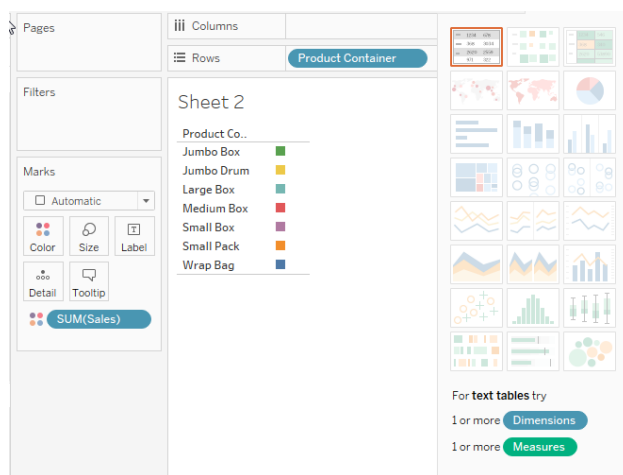 Pages
iii Columns
Rows
Product Container
Filters
Sheet 2
Product Co..
Jumbo Box
Jumbo Drum
Large Box
Medium Box
Small Box
Small Pack
Wrap Bag
Marks
Automatic
Color
Size
T
Label
Detail
Tooltip
SUM(Sales)
For text tables try
1 or more Dimensions
1 or more Measures